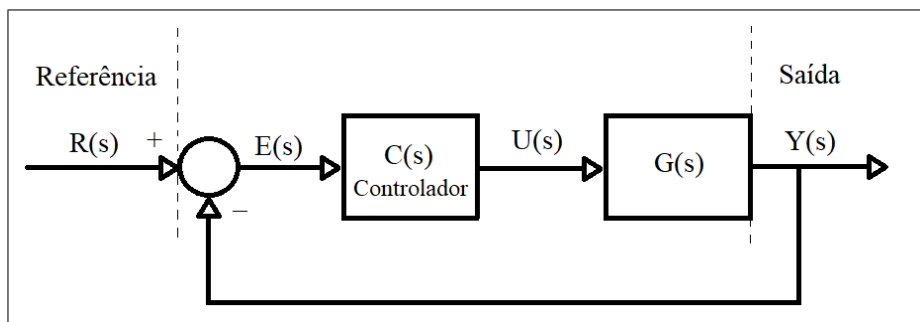 Referência
Saída
R(s)
+
E(s)
C(s)
Controlador
U(s)
G(s)
Y(s)
−